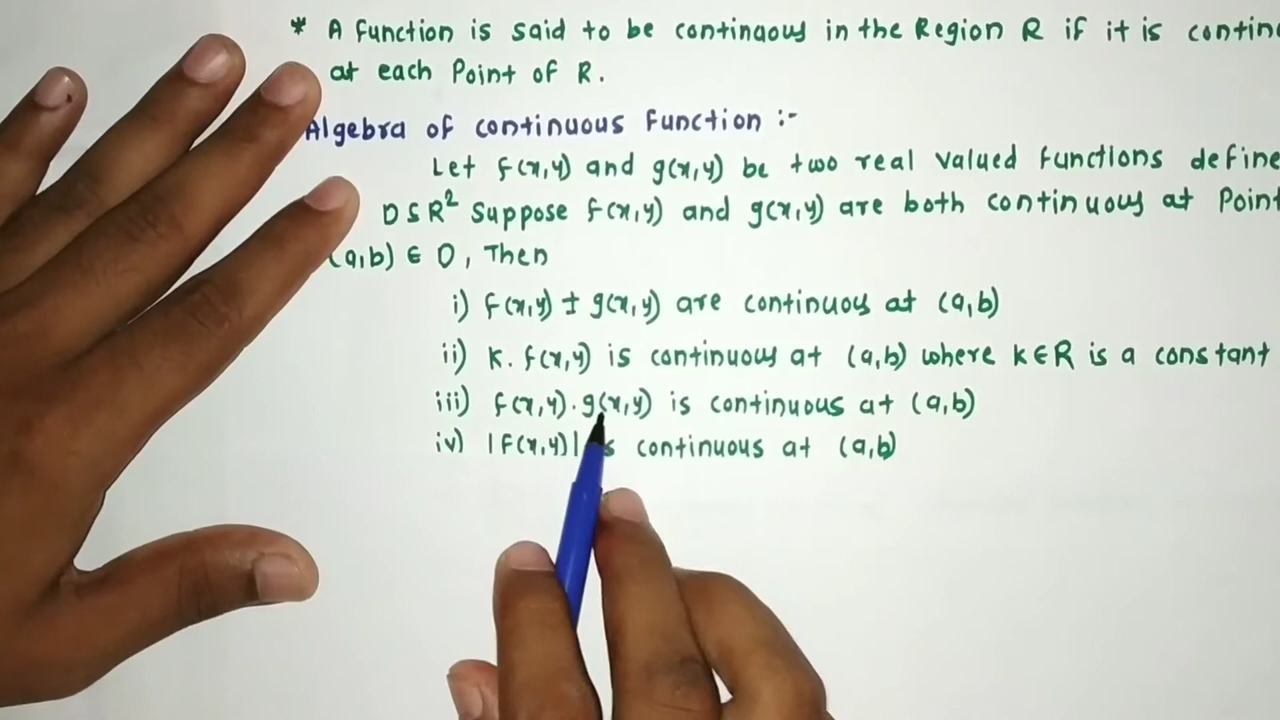 * A function is said to be continuous in the Region R if it is contin
at each Point of R.
Algebra of continuous Function :-
Let f(x,y) and g(x,y) be two real valued functions define
D⊆R² Suppose f(x,y) and g(x,y) are both continuous at Point
(a,b) ∈ D, Then
i) f(x,y) ± g(x,y) are continuous at (a,b)
ii) K. f(x,y) is continuous at (a,b) where K∈R is a constant
iii) f(x,y).g(x,y) is continuous at (a,b)
iv) |F(x,y)| continuous at (a,b)